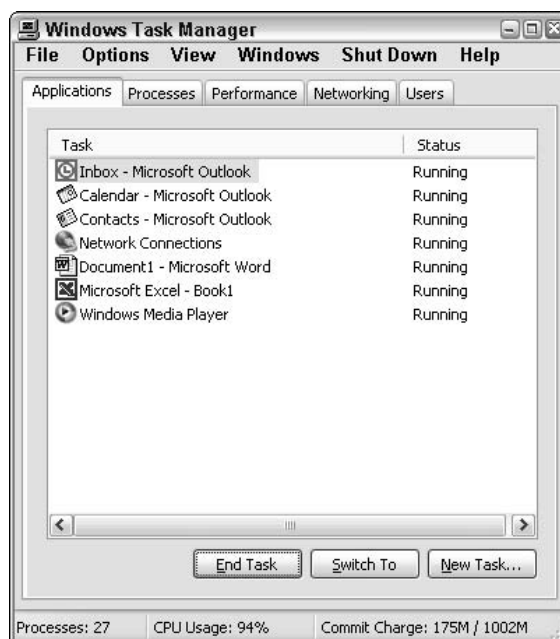 Windows Task Manager
File Options View Windows Shut Down Help
Applications Processes Performance Networking Users
Task Status
Inbox - Microsoft Outlook Running
Calendar - Microsoft Outlook Running
Contacts - Microsoft Outlook Running
Network Connections Running
Document1 - Microsoft Word Running
Microsoft Excel - Book1 Running
Windows Media Player Running
End Task Switch To New Task...
Processes: 27 CPU Usage: 94% Commit Charge: 175M / 1002M